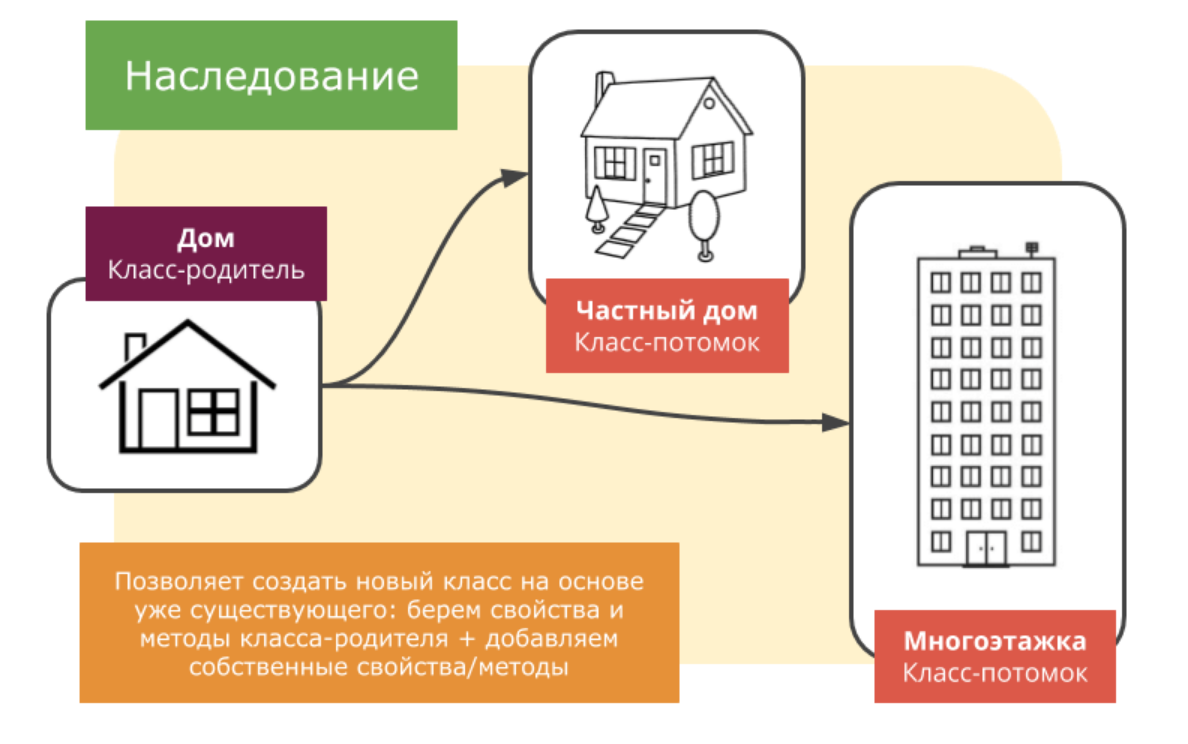 Наследование
Дом
Класс-родитель
Частный дом
Класс-потомок
Позволяет создать новый класс на основе
уже существующего: берем свойства и
методы класса-родителя + добавляем
собственные свойства/методы
Многоэтажка
Класс-потомок